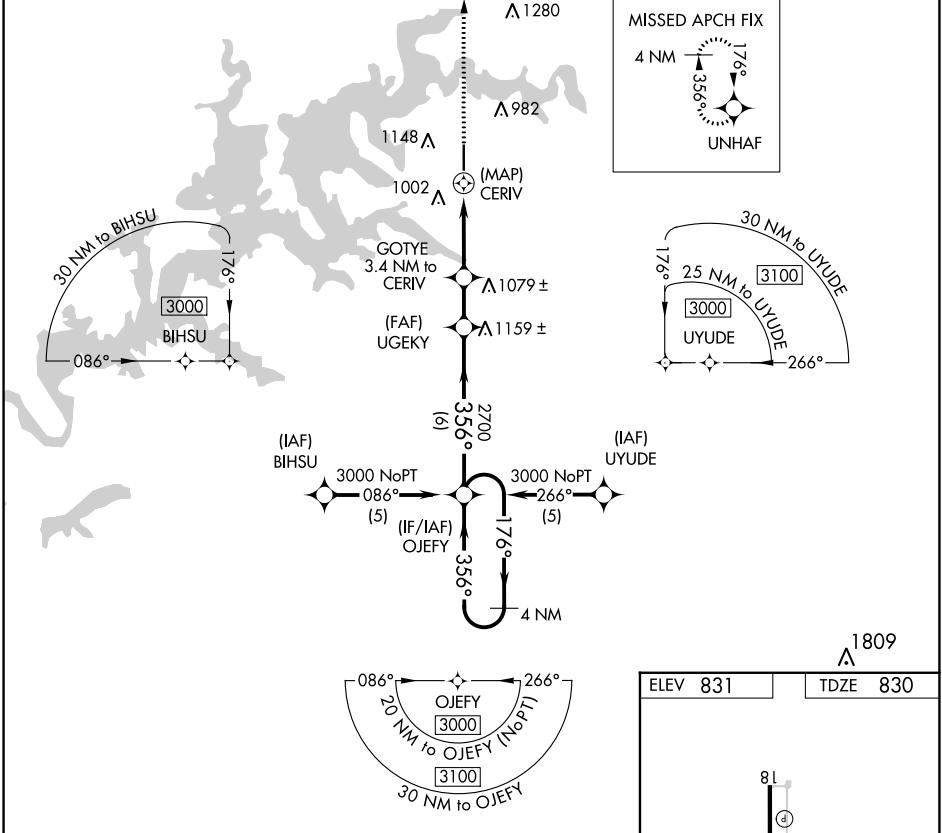 1280
MISSED APCH FIX
4 NM
176°
356°
UNHAF
982
1148
(MAP)
CERIV
1002
30 NM to BIHSU
176°
3000
BIHSU
086°
GOTYE
3.4 NM to
CERIV
1079 ±
(FAF)
UGEKY
1159 ±
30 NM to UYUDE
3100
176°
25 NM to UYUDE
3000
UYUDE
266°
2700
356°
(6)
(IAF)
BIHSU
3000 NoPT
086°
(5)
(IAF)
UYUDE
3000 NoPT
266°
(5)
(IF/IAF)
OJEFY
176°
356°
4 NM
1809
086°
266°
OJEFY
3000
20 NM to OJEFY (NoPT)
3100
30 NM to OJEFY
ELEV 831
TDZE 830
18
P